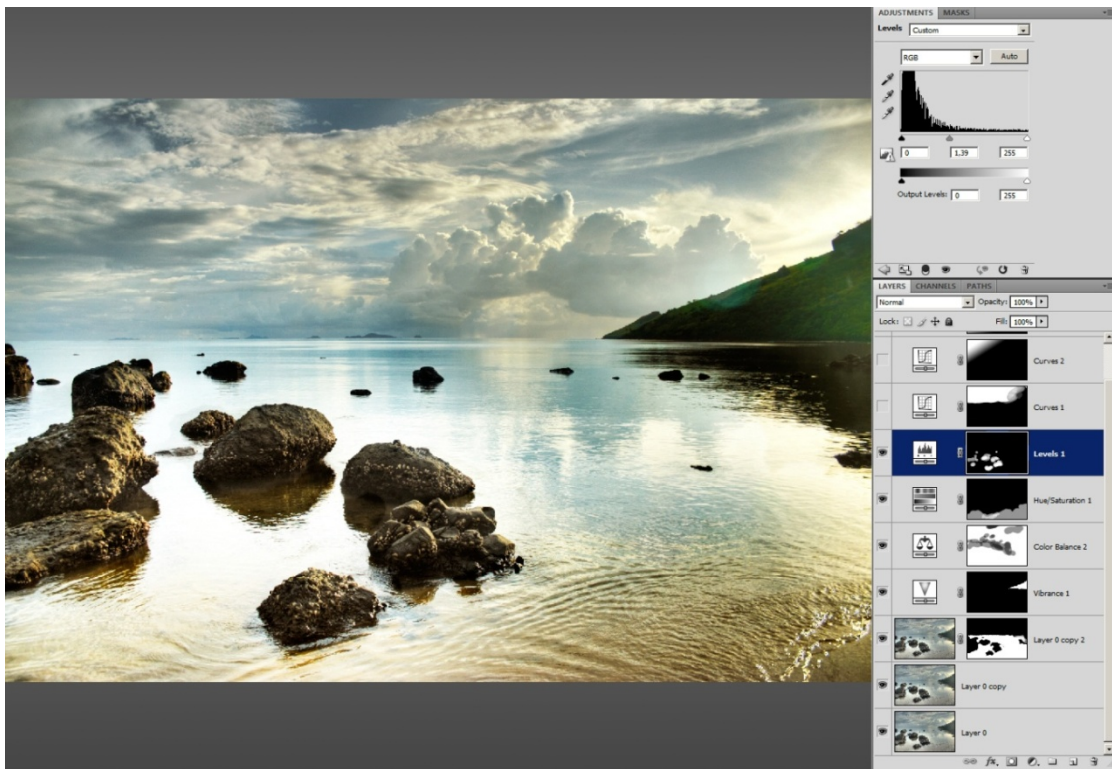 ADJUSTMENTS MASKS
Levels Custom
RGB Auto
0 1,39 255
Output Levels: 0 255
LAYERS CHANNELS PATHS
Normal Opacity: 100%
Lock: Fill: 100%
Curves 2
Curves 1
Levels 1
Hue/Saturation 1
Color Balance 2
Vibrance 1
Layer 0 copy 2
Layer 0 copy
Layer 0
fx.